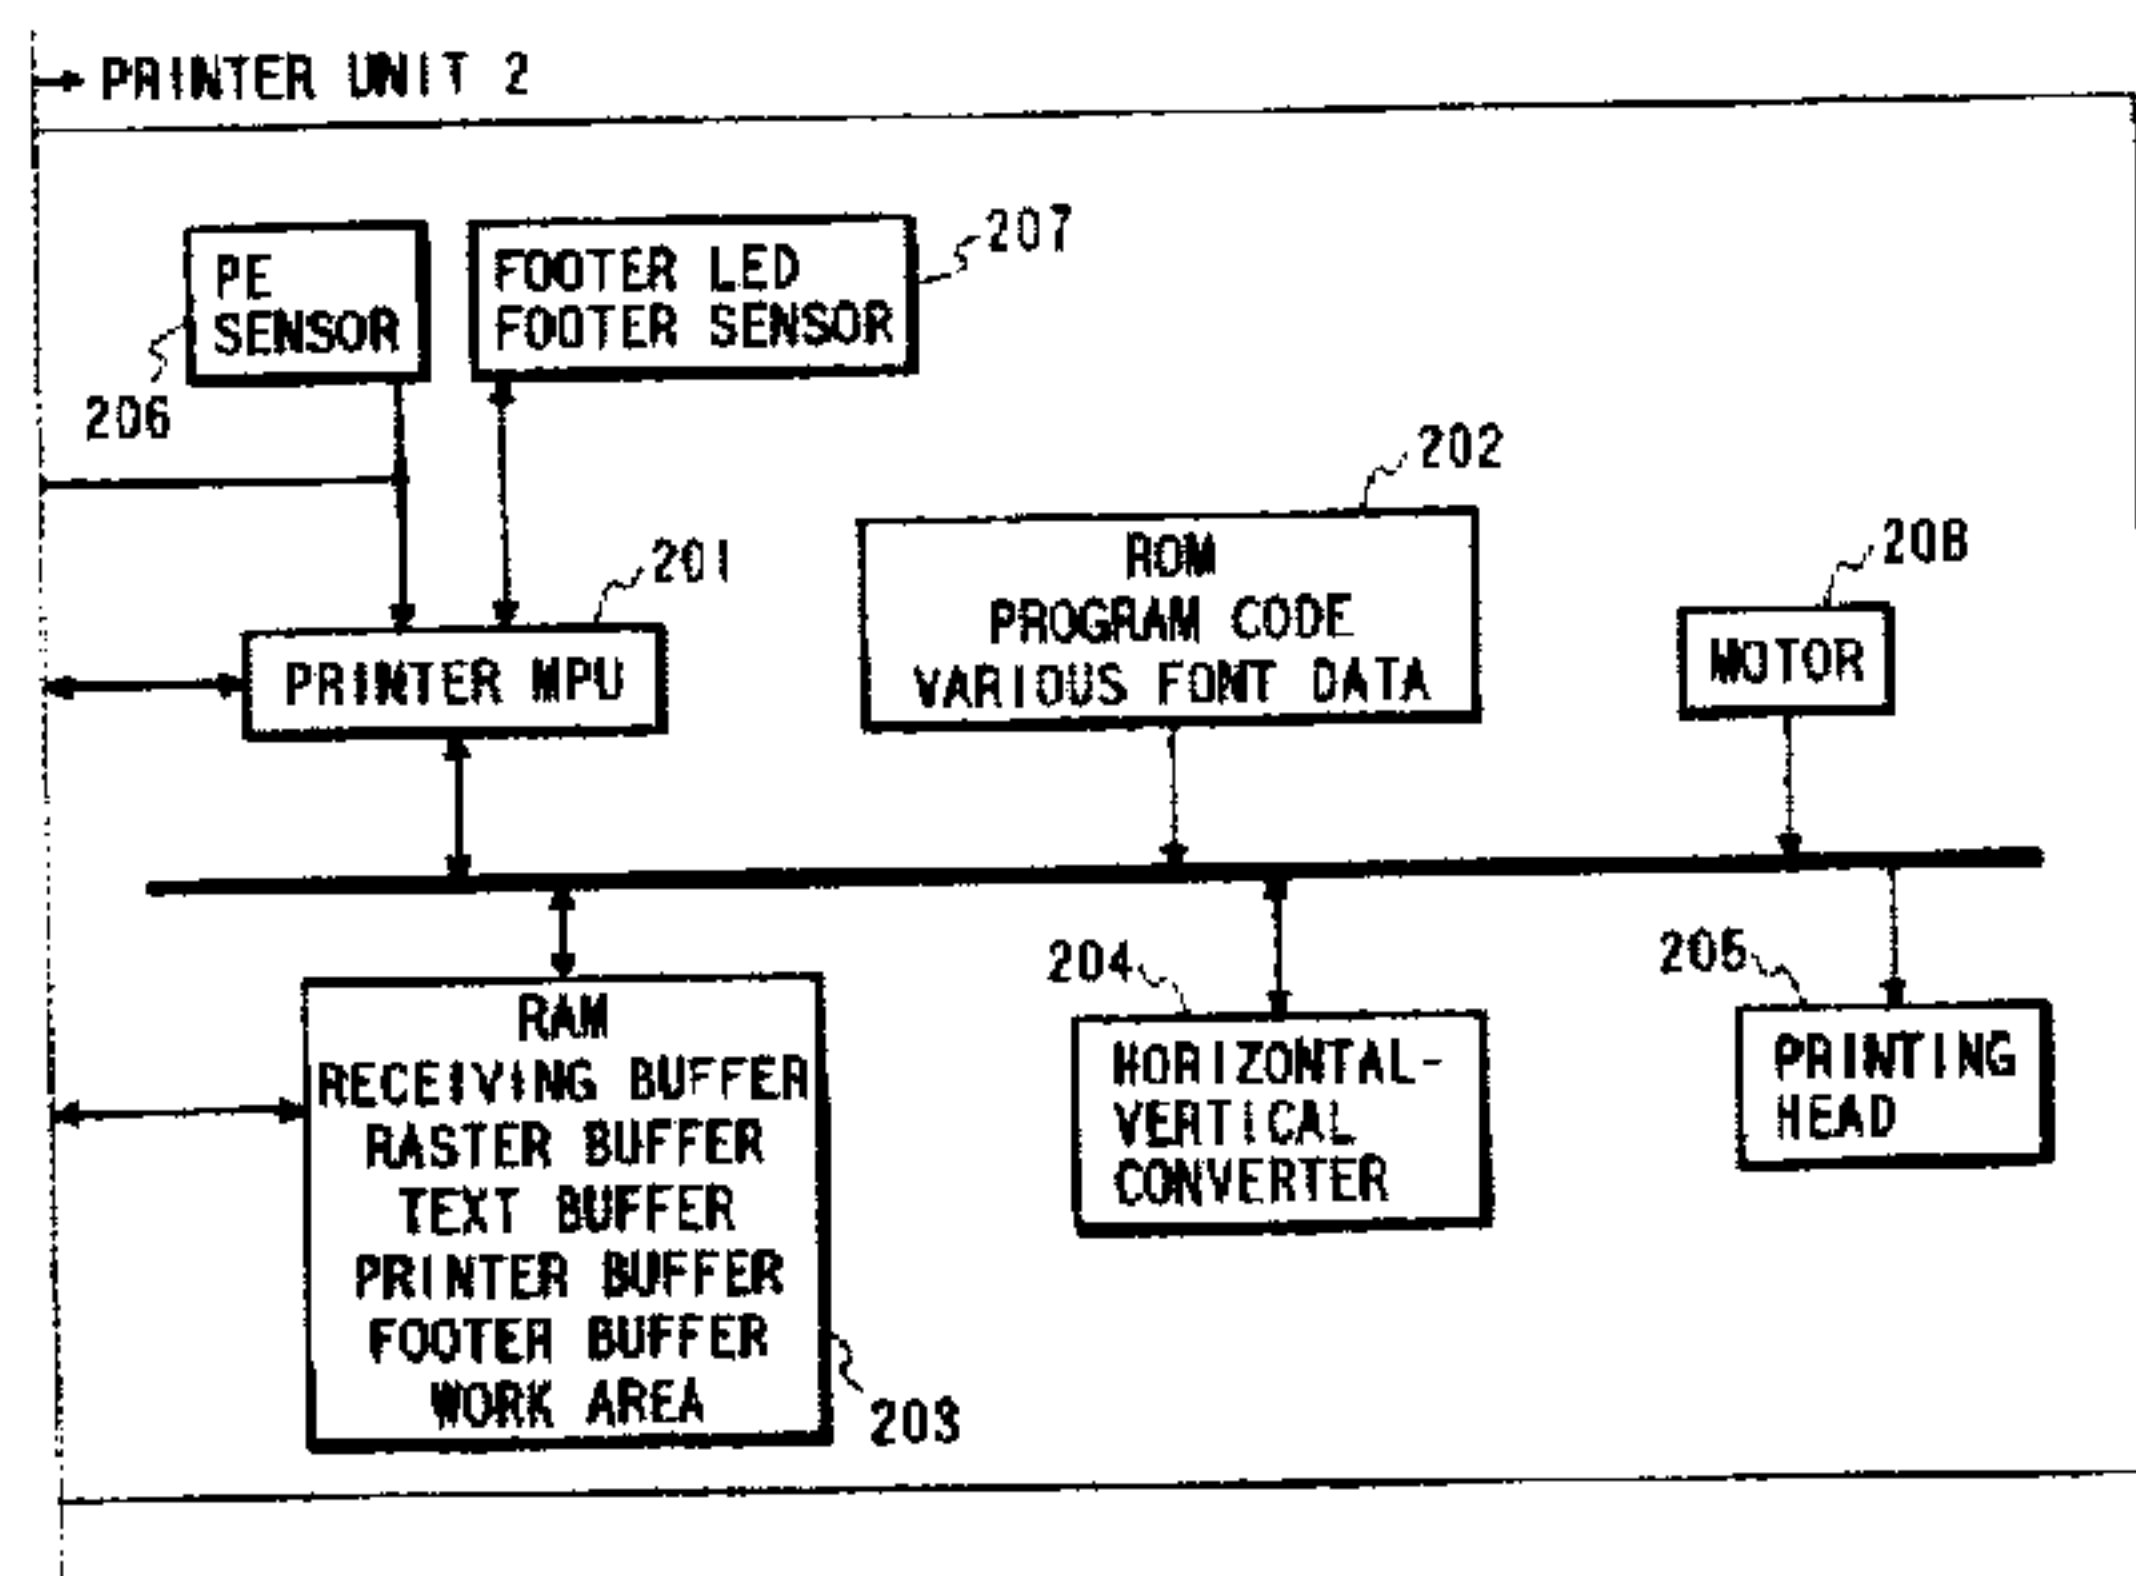 PRINTER UNIT 2
207
PE
SENSOR
FOOTER LED
FOOTER SENSOR
206
202
201
208
ROM
PROGRAM CODE
VARIOUS FONT DATA
PRINTER MPU
MOTOR
204
205
RAM
RECEIVING BUFFER
RASTER BUFFER
TEXT BUFFER
PRINTER BUFFER
FOOTER BUFFER
WORK AREA
HORIZONTAL-
VERTICAL
CONVERTER
PRINTING
HEAD
203